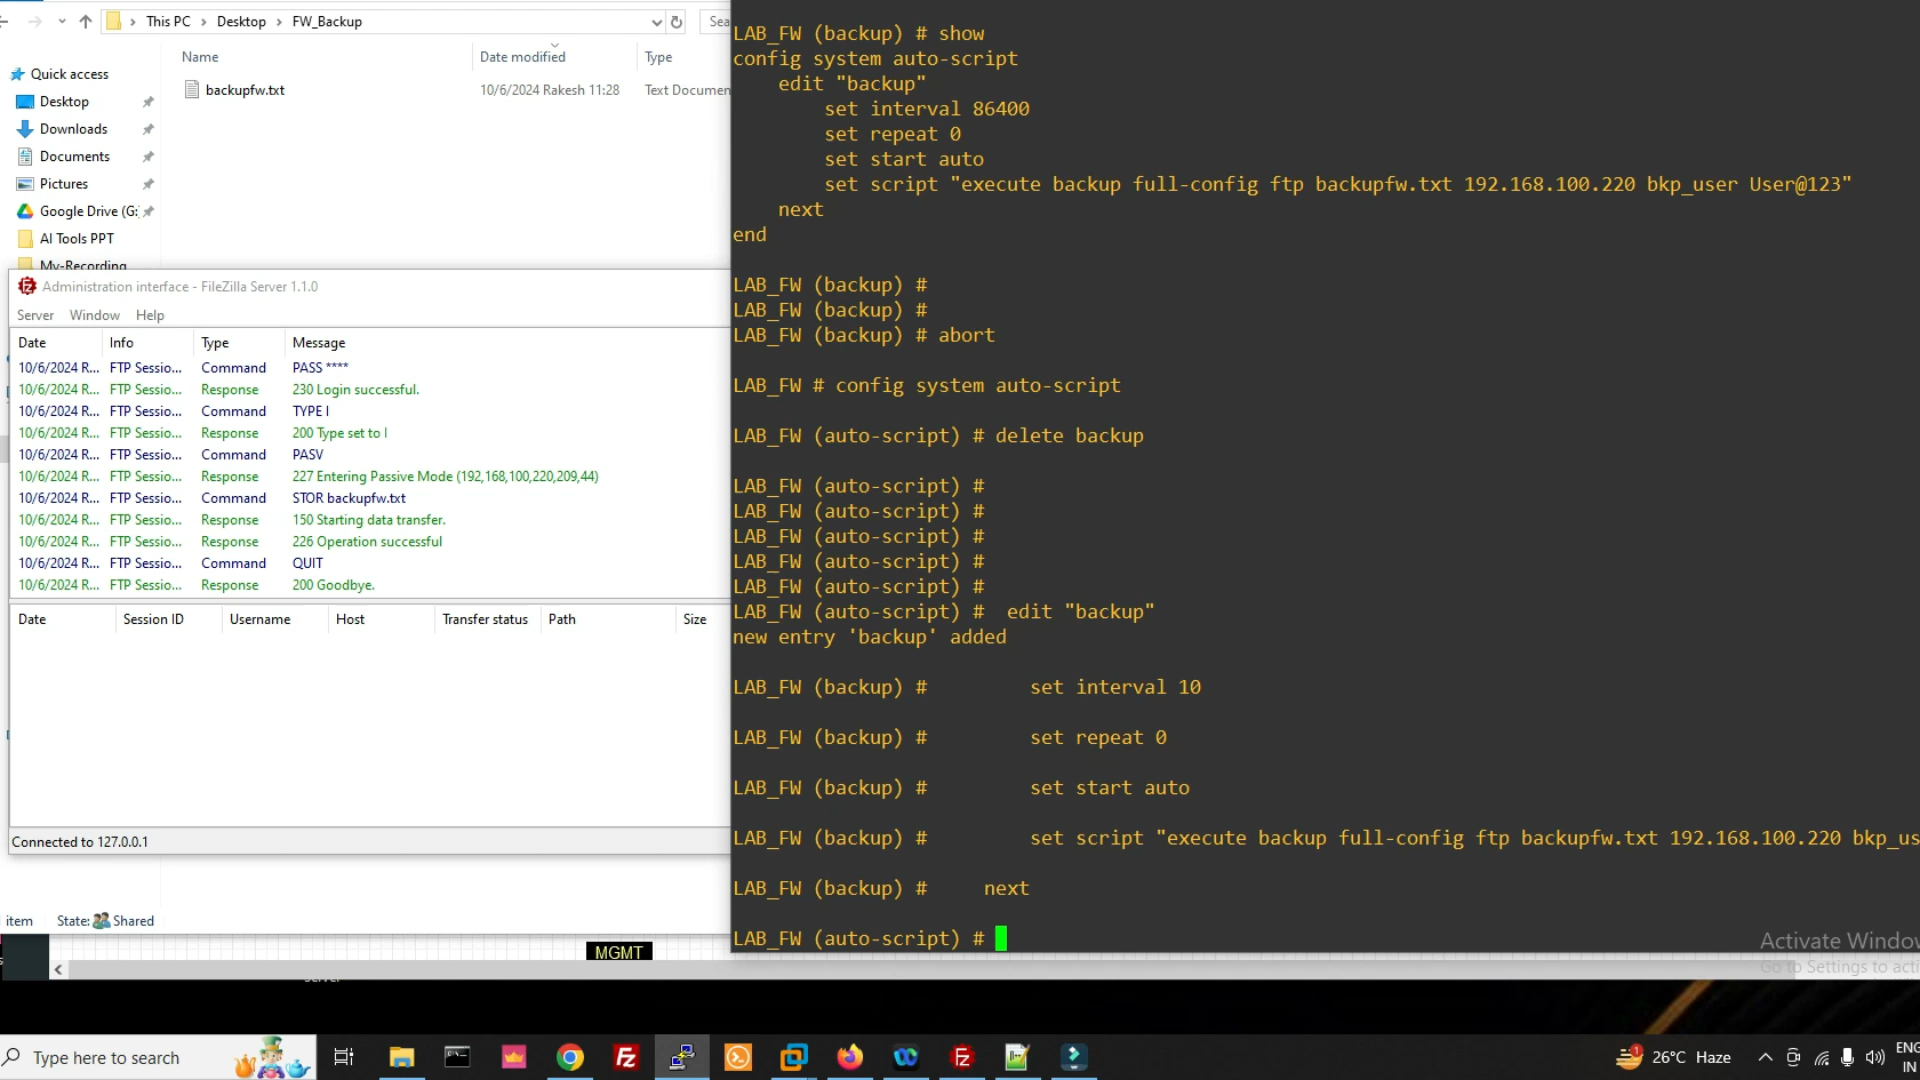 This PC > Desktop > FW_Backup
Sea
Name Date modified Type
backupfw.txt 10/6/2024 Rakesh 11:28 Text Documen
Quick access
Desktop
Downloads
Documents
Pictures
Google Drive (G:
AI Tools PPT
My-Recording
Administration interface - FileZilla Server 1.1.0
Server Window Help
Date Info Type Message
10/6/2024 R... FTP Sessio... Command PASS ****
10/6/2024 R... FTP Sessio... Response 230 Login successful.
10/6/2024 R... FTP Sessio... Command TYPE I
10/6/2024 R... FTP Sessio... Response 200 Type set to I
10/6/2024 R... FTP Sessio... Command PASV
10/6/2024 R... FTP Sessio... Response 227 Entering Passive Mode (192,168,100,220,209,44)
10/6/2024 R... FTP Sessio... Command STOR backupfw.txt
10/6/2024 R... FTP Sessio... Response 150 Starting data transfer.
10/6/2024 R... FTP Sessio... Response 226 Operation successful
10/6/2024 R... FTP Sessio... Command QUIT
10/6/2024 R... FTP Sessio... Response 200 Goodbye.
Date Session ID Username Host Transfer status Path Size
Connected to 127.0.0.1
item State: Shared
MGMT
LAB_FW (backup) # show
config system auto-script
edit "backup"
set interval 86400
set repeat 0
set start auto
set script "execute backup full-config ftp backupfw.txt 192.168.100.220 bkp_user User@123"
next
end
LAB_FW (backup) #
LAB_FW (backup) #
LAB_FW (backup) # abort
LAB_FW # config system auto-script
LAB_FW (auto-script) # delete backup
LAB_FW (auto-script) #
LAB_FW (auto-script) #
LAB_FW (auto-script) #
LAB_FW (auto-script) #
LAB_FW (auto-script) #
LAB_FW (auto-script) # edit "backup"
new entry 'backup' added
LAB_FW (backup) # set interval 10
LAB_FW (backup) # set repeat 0
LAB_FW (backup) # set start auto
LAB_FW (backup) # set script "execute backup full-config ftp backupfw.txt 192.168.100.220 bkp_us
LAB_FW (backup) # next
LAB_FW (auto-script) #
Activate Window
Go to Settings to acti
Type here to search
26°C Haze
ENG
IN